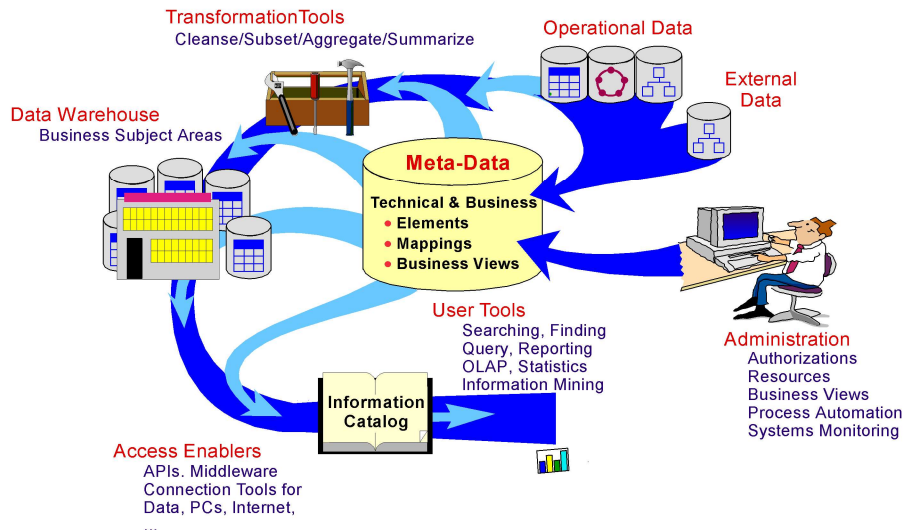 TransformationTools
Cleanse/Subset/Aggregate/Summarize
Operational Data
External
Data
Data Warehouse
Business Subject Areas
Meta-Data
Technical & Business
• Elements
• Mappings
• Business Views
User Tools
Searching, Finding
Query, Reporting
OLAP, Statistics
Information Mining
Administration
Authorizations
Resources
Business Views
Process Automation
Systems Monitoring
Information
Catalog
Access Enablers
APIs. Middleware
Connection Tools for
Data, PCs, Internet,
...